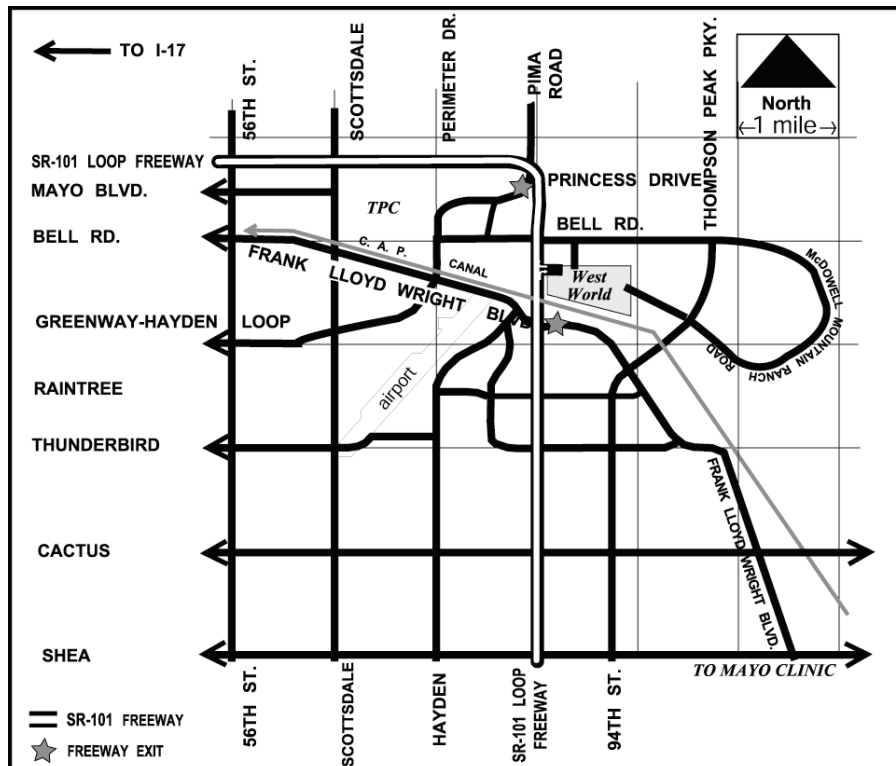 TO I-17
56TH ST.
SCOTTSDALE
PERIMETER DR.
PIMA
ROAD
THOMPSON PEAK PKY.
North
1 mile
SR-101 LOOP FREEWAY
MAYO BLVD.
PRINCESS DRIVE
TPC
BELL RD.
BELL RD.
C. A. P.
CANAL
FRANK LLOYD WRIGHT BLVD
West
World
McDOWELL MOUNTAIN RANCH
ROAD
GREENWAY-HAYDEN LOOP
RAINTREE
airport
THUNDERBIRD
FRANK LLOYD WRIGHT BLVD.
CACTUS
SHEA
TO MAYO CLINIC
56TH ST.
SCOTTSDALE
HAYDEN
SR-101 LOOP
FREEWAY
94TH ST.
SR-101 FREEWAY
FREEWAY EXIT